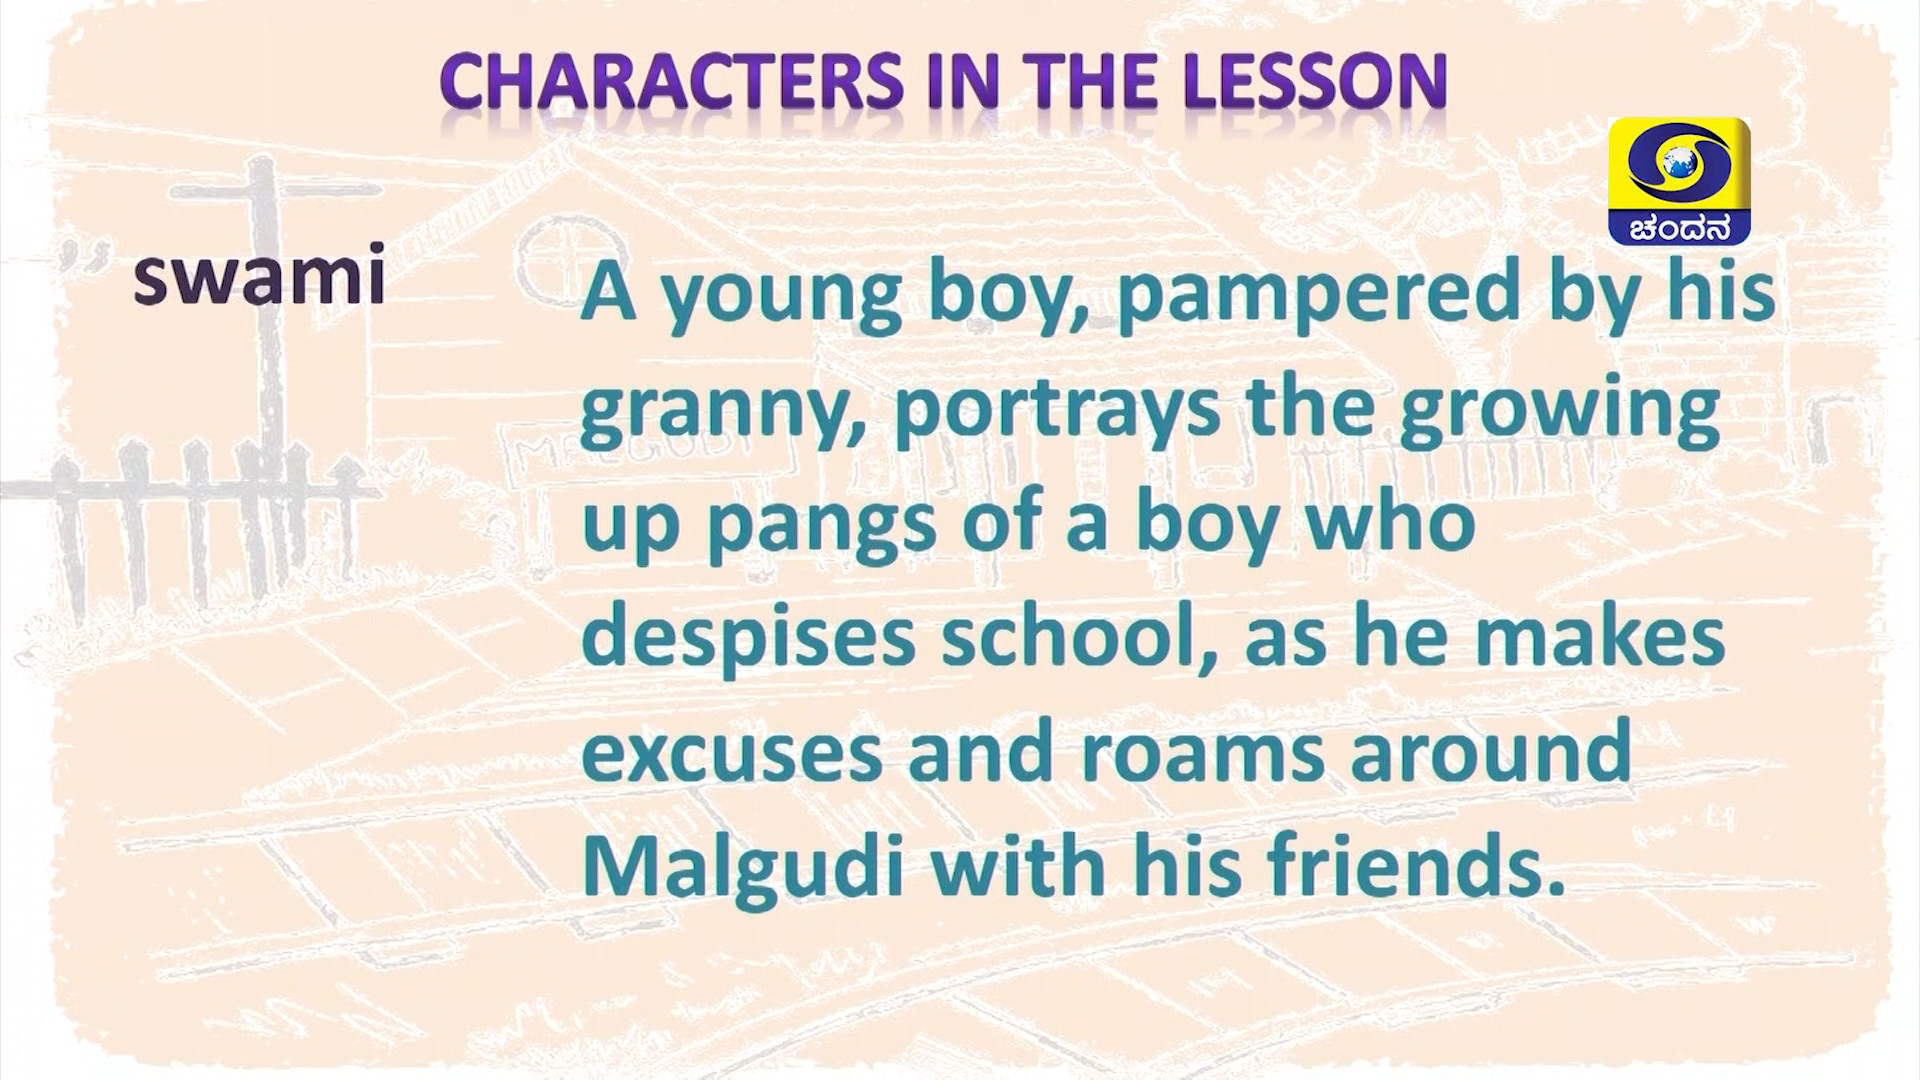 CHARACTERS IN THE LESSON
ಚಂದನ
swami
A young boy, pampered by his
granny, portrays the growing
up pangs of a boy who
despises school, as he makes
excuses and roams around
Malgudi with his friends.
MALGUDI